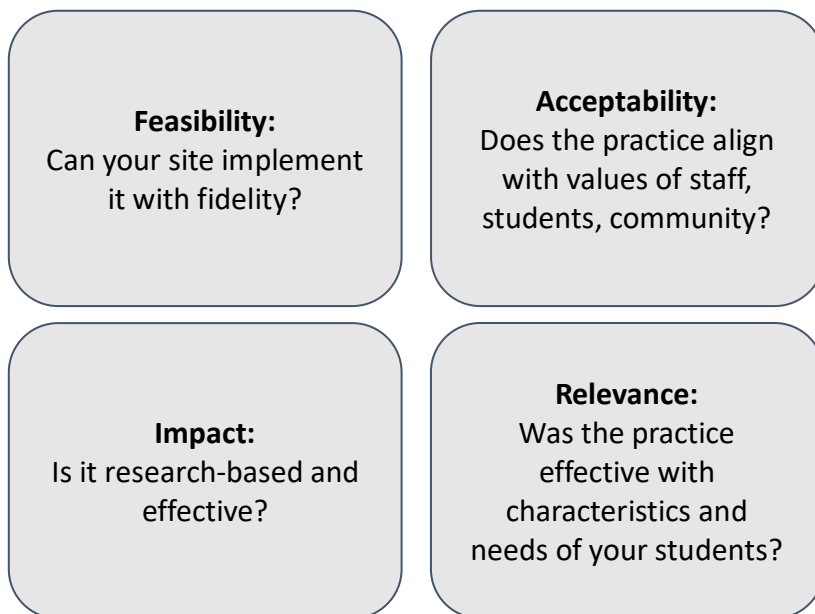 Feasibility:
Can your site implement
it with fidelity?
Acceptability:
Does the practice align
with values of staff,
students, community?
Impact:
Is it research-based and
effective?
Relevance:
Was the practice
effective with
characteristics and
needs of your students?